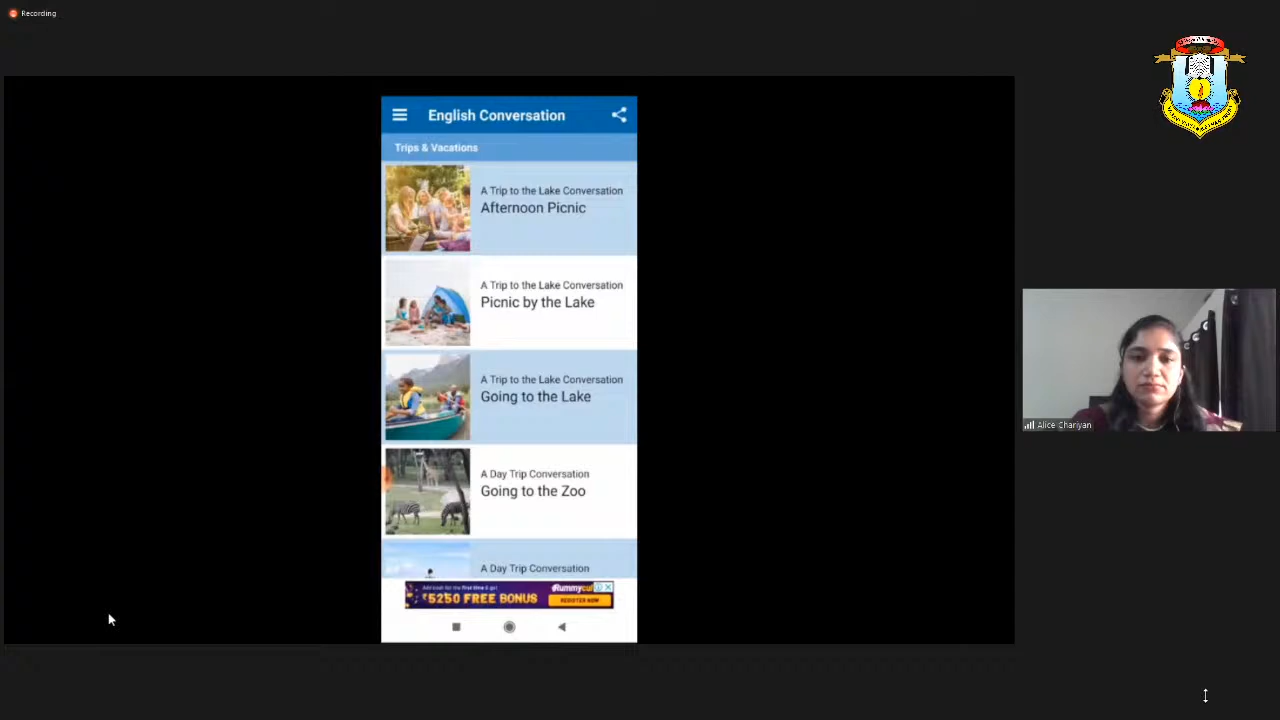 Recording
English Conversation
Trips & Vacations
A Trip to the Lake Conversation
Afternoon Picnic
A Trip to the Lake Conversation
Picnic by the Lake
A Trip to the Lake Conversation
Going to the Lake
A Day Trip Conversation
Going to the Zoo
A Day Trip Conversation
₹5250 FREE BONUS
REGISTER NOW
Alice Chariyan